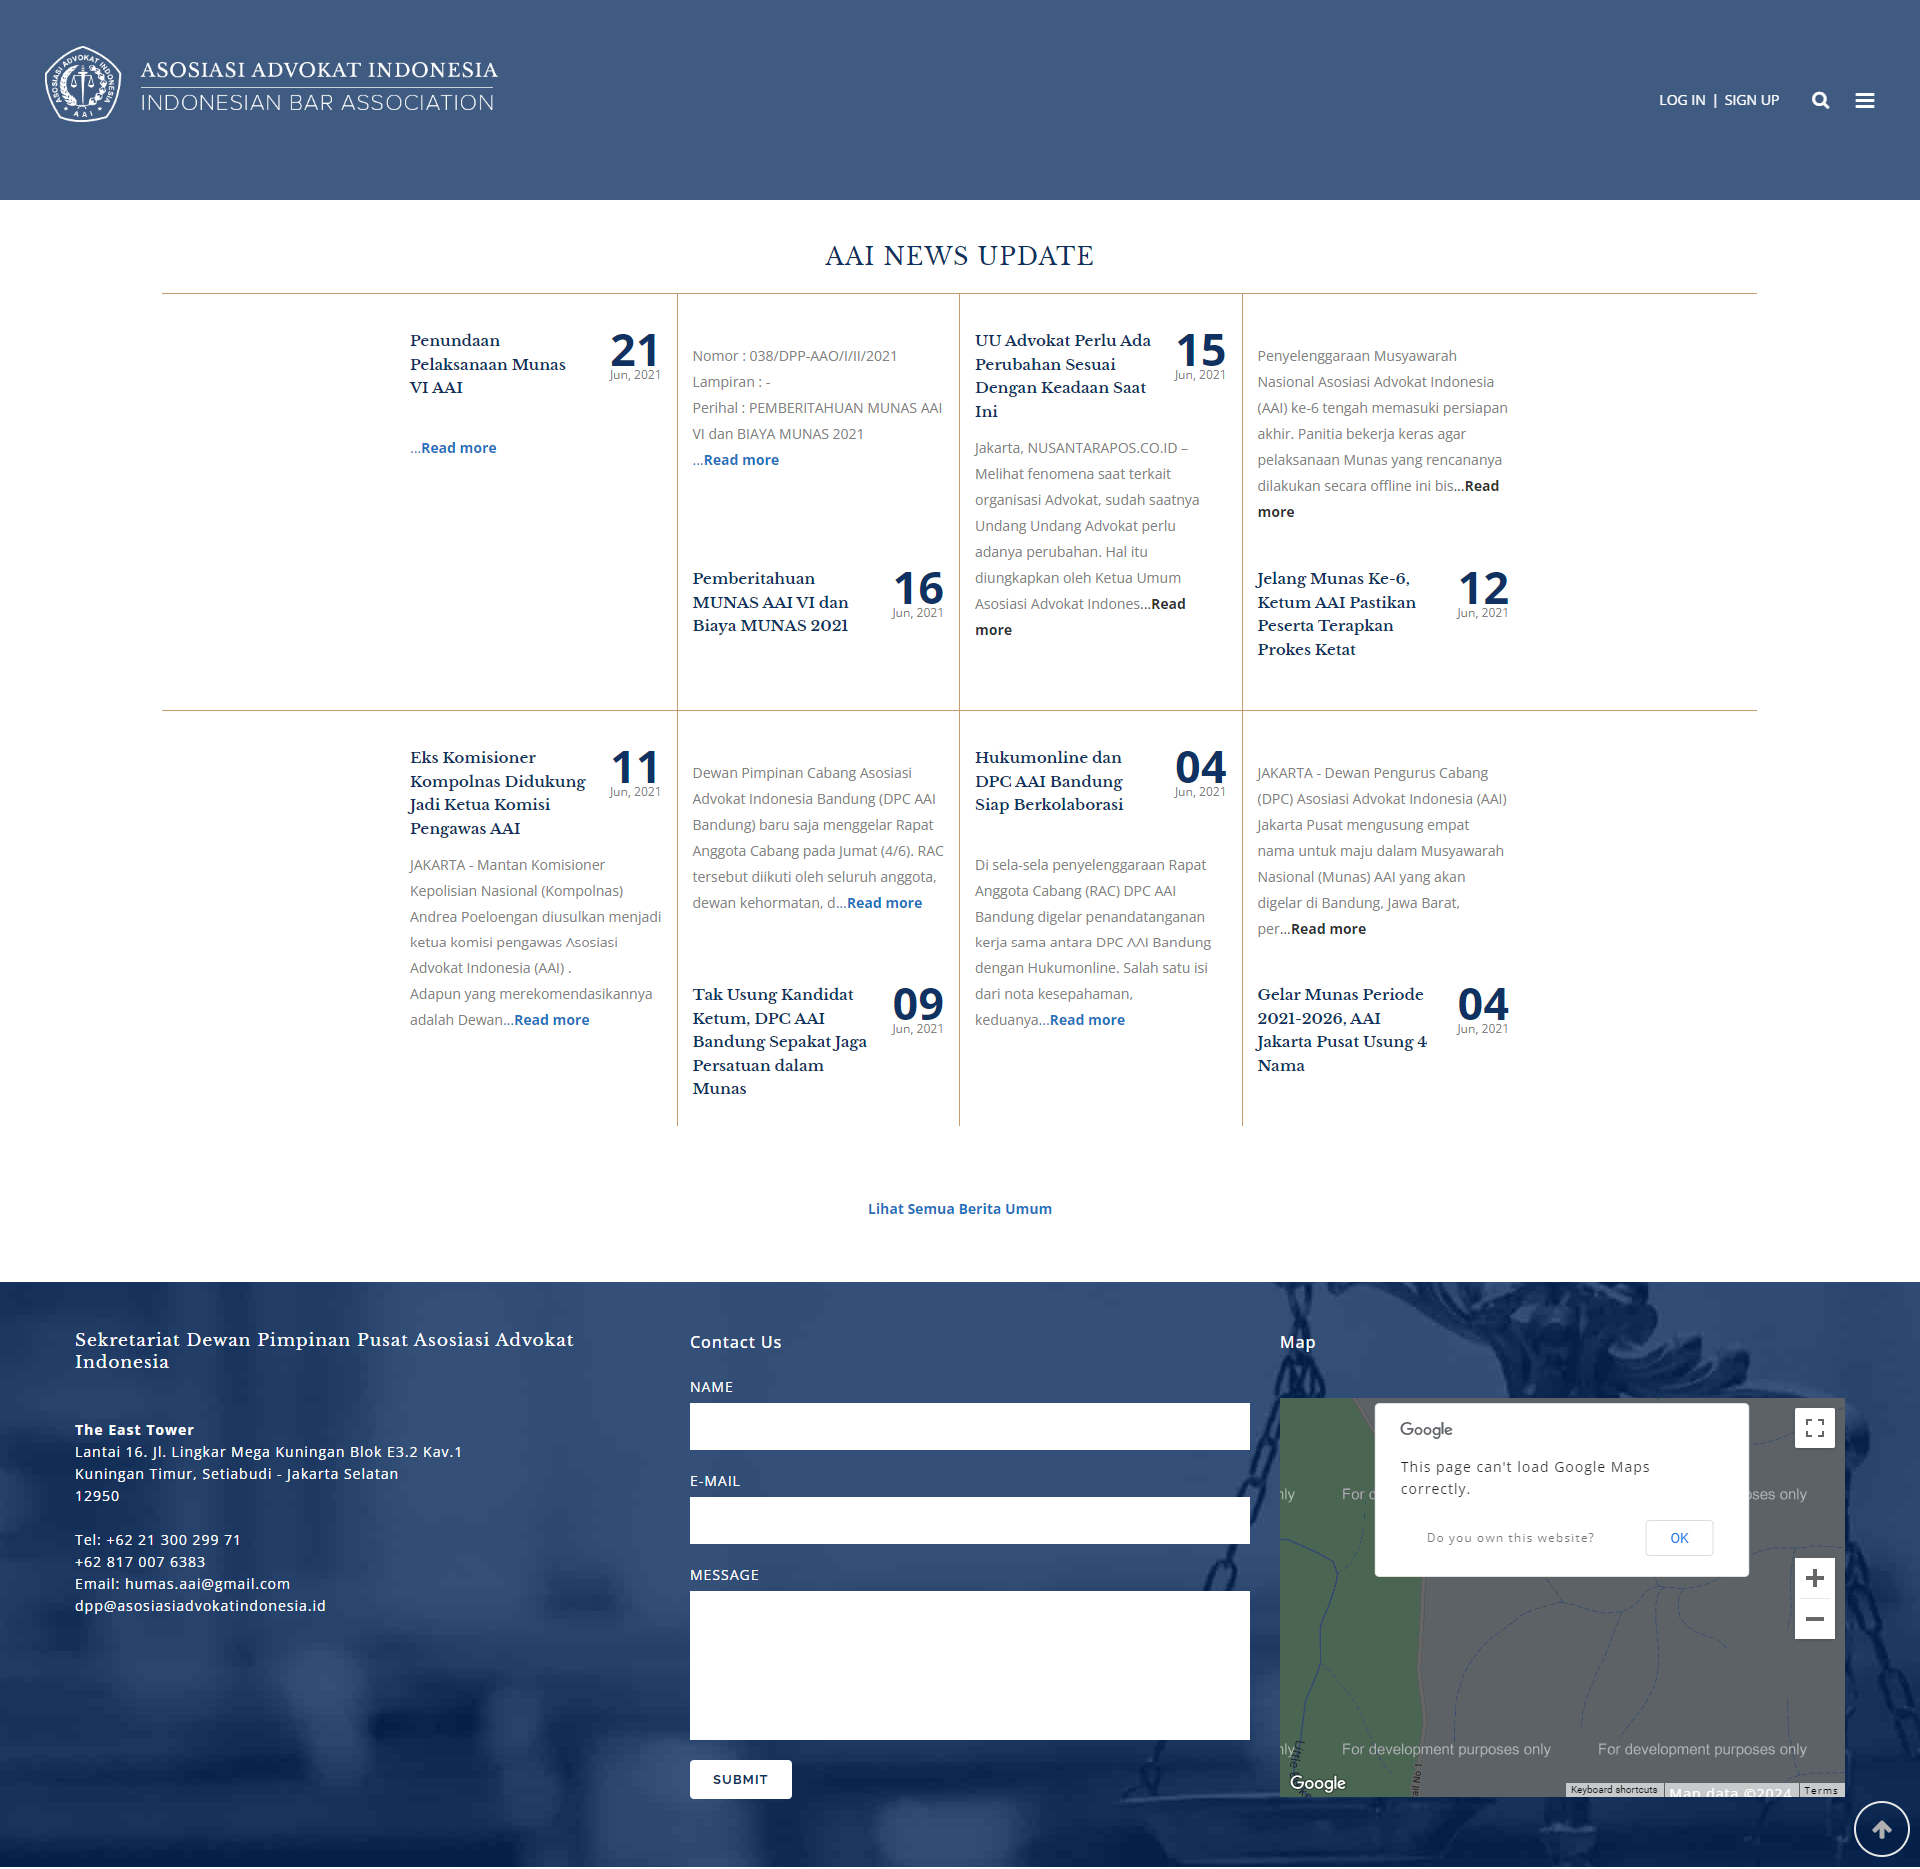 ASOSIASI ADVOKAT INDONESIA
A A I
ASOSIASI ADVOKAT INDONESIA
INDONESIAN BAR ASSOCIATION
LOG IN | SIGN UP
AAI NEWS UPDATE
Penundaan
Pelaksanaan Munas
VI AAI
21
Jun, 2021
...Read more
Nomor : 038/DPP-AAO/I/II/2021
Lampiran : -
Perihal : PEMBERITAHUAN MUNAS AAI
VI dan BIAYA MUNAS 2021
...Read more
Pemberitahuan
MUNAS AAI VI dan
Biaya MUNAS 2021
16
Jun, 2021
UU Advokat Perlu Ada
Perubahan Sesuai
Dengan Keadaan Saat
Ini
15
Jun, 2021
Jakarta, NUSANTARAPOS.CO.ID –
Melihat fenomena saat terkait
organisasi Advokat, sudah saatnya
Undang Undang Advokat perlu
adanya perubahan. Hal itu
diungkapkan oleh Ketua Umum
Asosiasi Advokat Indones...Read
more
Penyelenggaraan Musyawarah
Nasional Asosiasi Advokat Indonesia
(AAI) ke-6 tengah memasuki persiapan
akhir. Panitia bekerja keras agar
pelaksanaan Munas yang rencananya
dilakukan secara offline ini bis...Read
more
Jelang Munas Ke-6,
Ketum AAI Pastikan
Peserta Terapkan
Prokes Ketat
12
Jun, 2021
Eks Komisioner
Kompolnas Didukung
Jadi Ketua Komisi
Pengawas AAI
11
Jun, 2021
JAKARTA - Mantan Komisioner
Kepolisian Nasional (Kompolnas)
Andrea Poeloengan diusulkan menjadi
ketua komisi pengawas Asosiasi
Advokat Indonesia (AAI) .
Adapun yang merekomendasikannya
adalah Dewan...Read more
Dewan Pimpinan Cabang Asosiasi
Advokat Indonesia Bandung (DPC AAI
Bandung) baru saja menggelar Rapat
Anggota Cabang pada Jumat (4/6). RAC
tersebut diikuti oleh seluruh anggota,
dewan kehormatan, d...Read more
Tak Usung Kandidat
Ketum, DPC AAI
Bandung Sepakat Jaga
Persatuan dalam
Munas
09
Jun, 2021
Hukumonline dan
DPC AAI Bandung
Siap Berkolaborasi
04
Jun, 2021
Di sela-sela penyelenggaraan Rapat
Anggota Cabang (RAC) DPC AAI
Bandung digelar penandatanganan
kerja sama antara DPC AAI Bandung
dengan Hukumonline. Salah satu isi
dari nota kesepahaman,
keduanya...Read more
JAKARTA - Dewan Pengurus Cabang
(DPC) Asosiasi Advokat Indonesia (AAI)
Jakarta Pusat mengusung empat
nama untuk maju dalam Musyawarah
Nasional (Munas) AAI yang akan
digelar di Bandung, Jawa Barat,
per...Read more
Gelar Munas Periode
2021-2026, AAI
Jakarta Pusat Usung 4
Nama
04
Jun, 2021
Lihat Semua Berita Umum
Sekretariat Dewan Pimpinan Pusat Asosiasi Advokat
Indonesia
The East Tower
Lantai 16. Jl. Lingkar Mega Kuningan Blok E3.2 Kav.1
Kuningan Timur, Setiabudi - Jakarta Selatan
12950
Tel: +62 21 300 299 71
+62 817 007 6383
Email: humas.aai@gmail.com
dpp@asosiasiadvokatindonesia.id
Contact Us
NAME
E-MAIL
MESSAGE
SUBMIT
Map
Google
This page can't load Google Maps
correctly.
Do you own this website?
OK
nly
For d
oses only
nly
For development purposes only
For development purposes only
Little
ail No 1
Google
Keyboard shortcuts
Map data ©2024
Terms